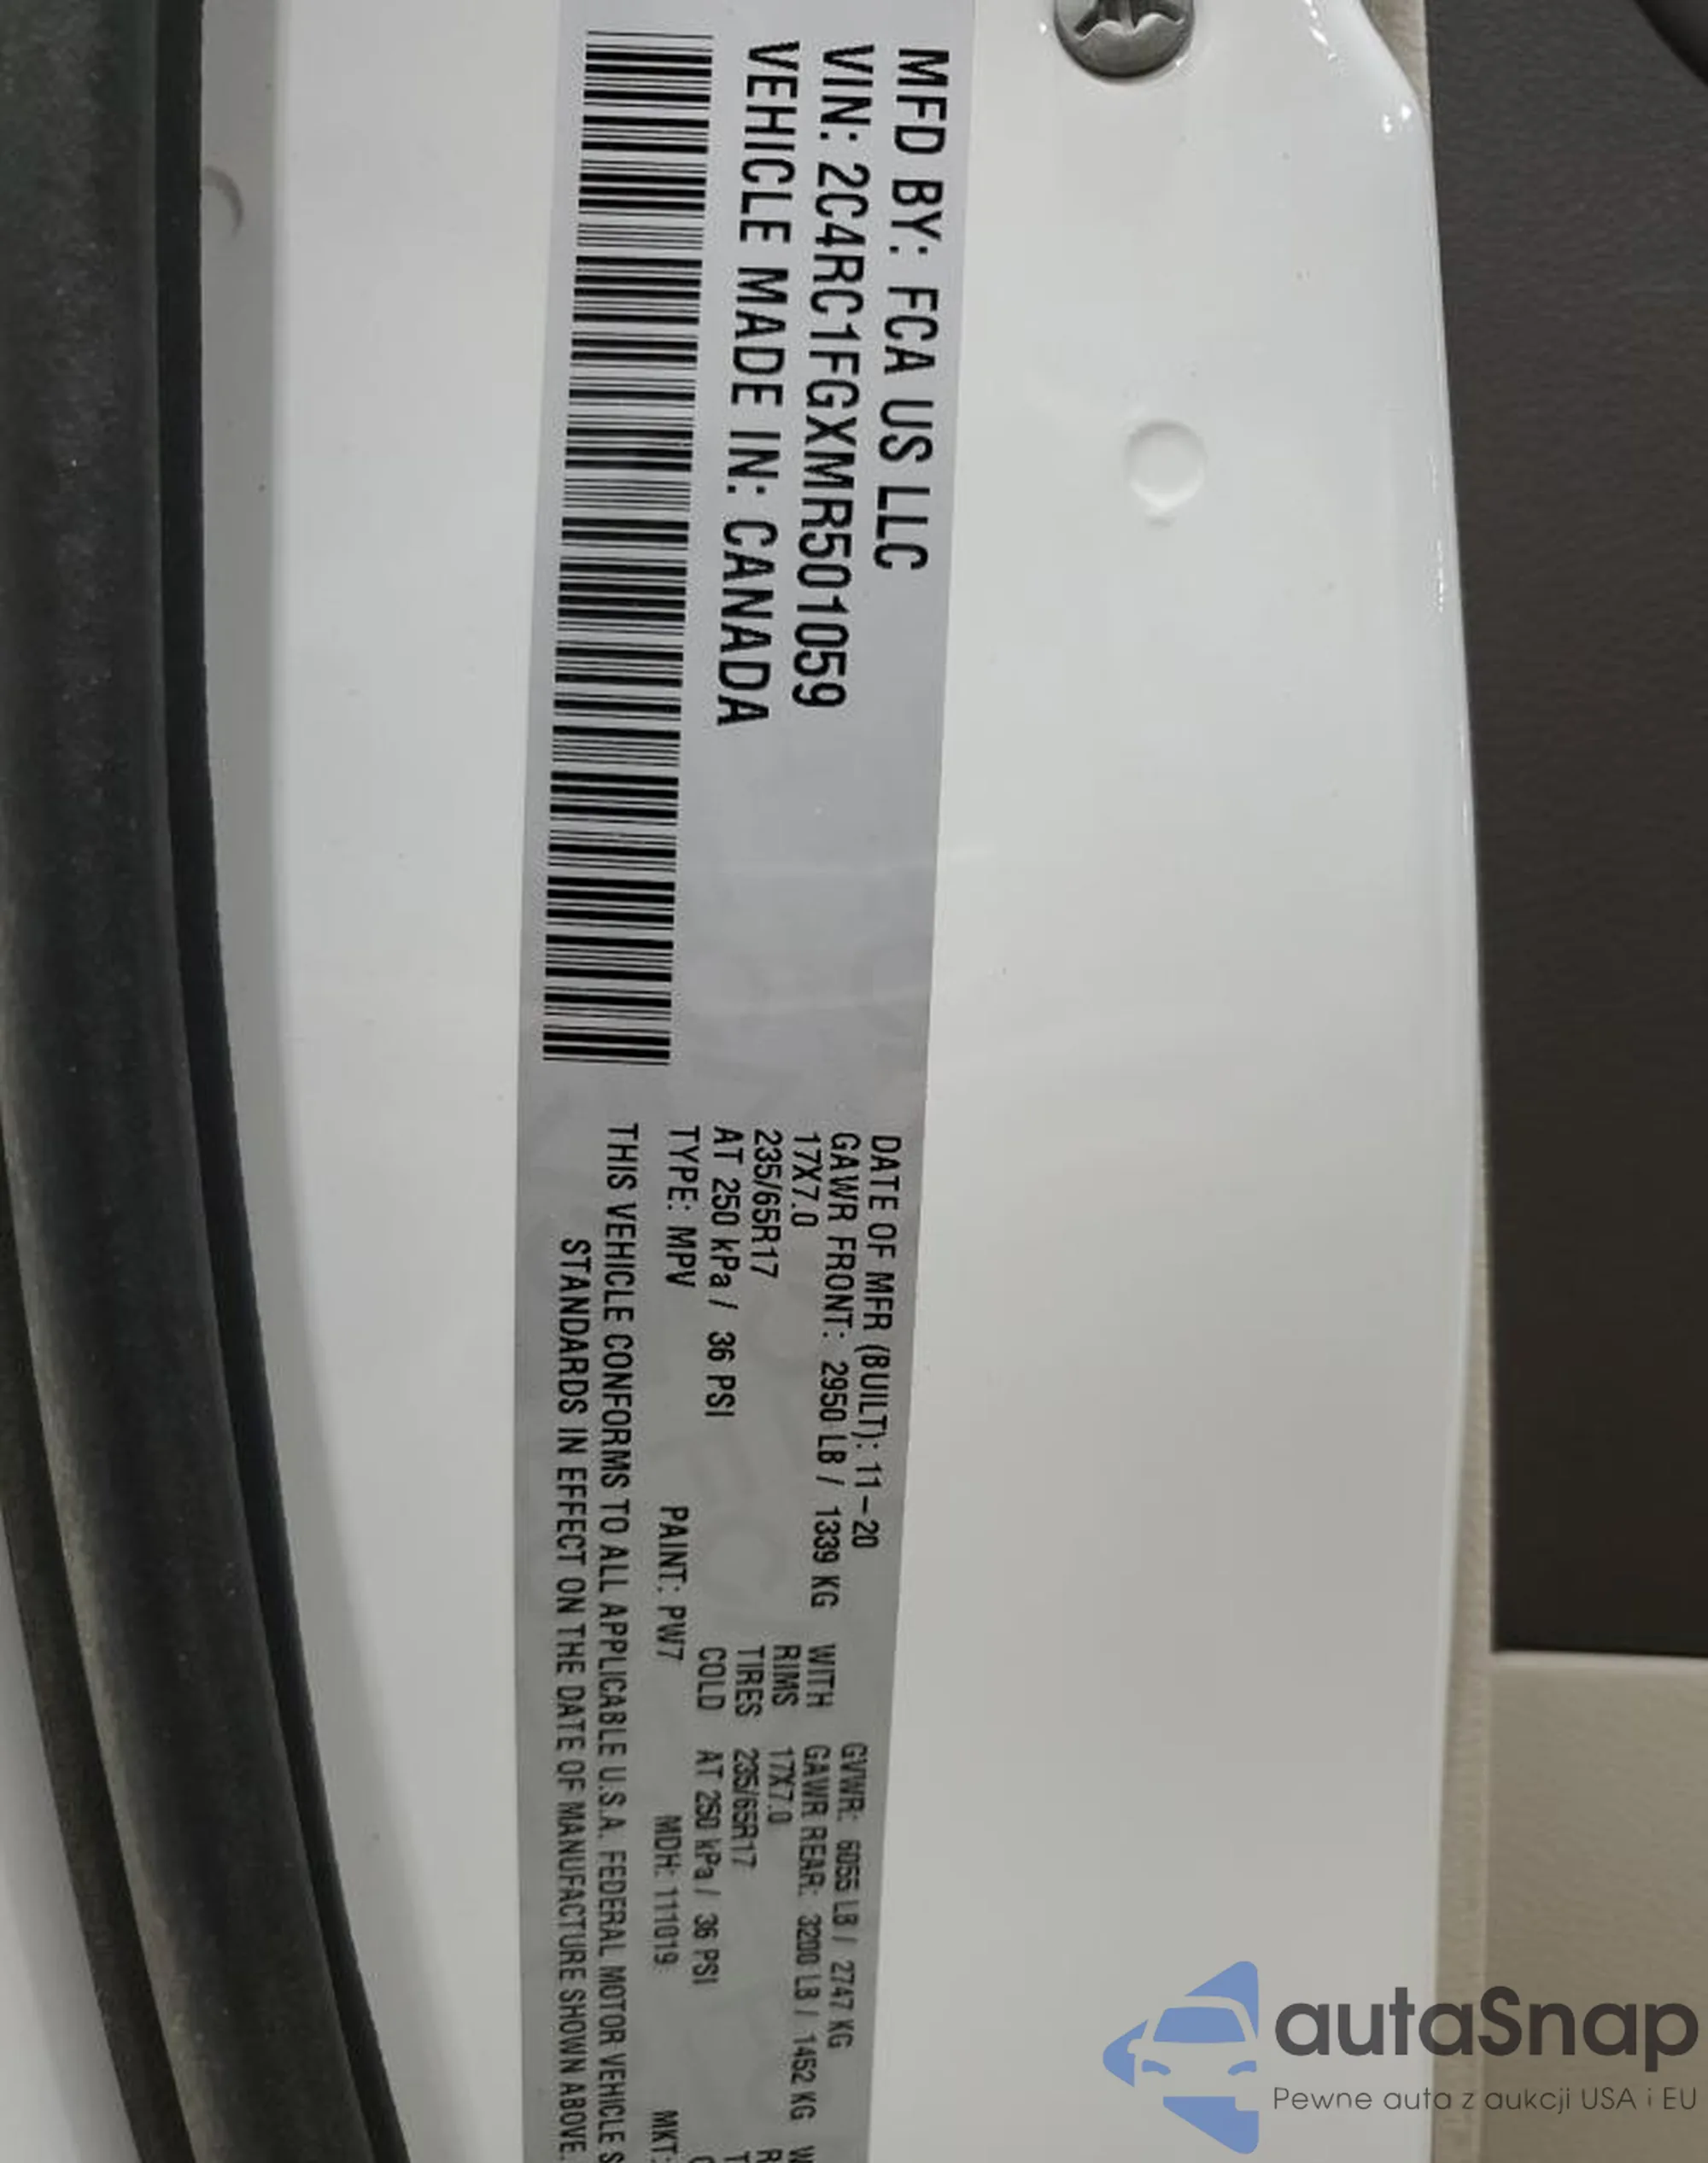 MFD BY: FCA US LLC
VIN: 2C4RC1FGXMR501059
VEHICLE MADE IN: CANADA
DATE OF MFR (BUILT): 11-20
GVWR: 6055 LB / 2747 KG
GAWR FRONT: 2950 LB / 1339 KG WITH GAWR REAR: 3200 LB / 1452 KG
17X7.0 RIMS 17X7.0
235/65R17 TIRES 235/65R17
AT 250 kPa / 36 PSI COLD AT 250 kPa / 36 PSI
TYPE: MPV PAINT: PW7 MDH: 111019 MKT:
THIS VEHICLE CONFORMS TO ALL APPLICABLE U.S.A. FEDERAL MOTOR VEHICLE S
STANDARDS IN EFFECT ON THE DATE OF MANUFACTURE SHOWN ABOVE.
autaSnap
Pewne auta z aukcji USA i EU